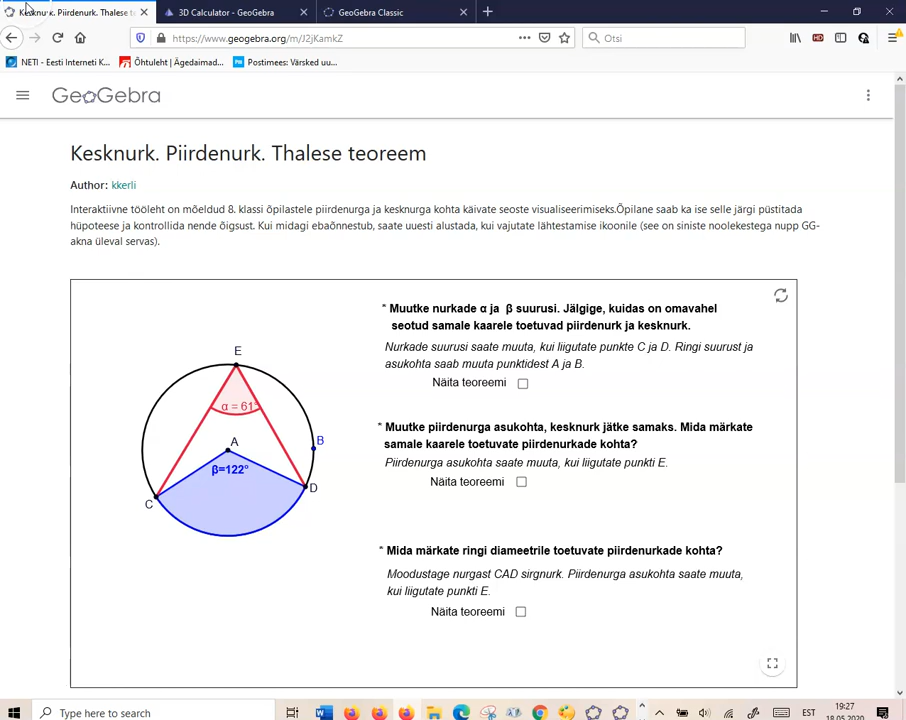 Kesknurk. Piirdenurk. Thalese te
3D Calculator - GeoGebra
GeoGebra Classic
https://www.geogebra.org/m/J2jKamkZ
Otsi
NETI - Eesti Interneti K...
Õhtuleht | Ägedaimad...
Postimees: Värsked uu...
GeoGebra
Kesknurk. Piirdenurk. Thalese teoreem
Author: kkerli
Interaktiivne tööleht on mõeldud 8. klassi õpilastele piirdenurga ja kesknurga kohta käivate seoste visualiseerimiseks.Õpilane saab ka ise selle järgi püstitada
hüpoteese ja kontrollida nende õigsust. Kui midagi ebaõnnestub, saate uuesti alustada, kui vajutate lähtestamise ikoonile (see on siniste noolekestega nupp GG-
akna üleval servas).
* Muutke nurkade α ja β suurusi. Jälgige, kuidas on omavahel
seotud samale kaarele toetuvad piirdenurk ja kesknurk.
Nurkade suurusi saate muuta, kui liigutate punkte C ja D. Ringi suurust ja
asukohta saab muuta punktidest A ja B.
Näita teoreemi
* Muutke piirdenurga asukohta, kesknurk jätke samaks. Mida märkate
samale kaarele toetuvate piirdenurkade kohta?
Piirdenurga asukohta saate muuta, kui liigutate punkti E.
Näita teoreemi
* Mida märkate ringi diameetrile toetuvate piirdenurkade kohta?
Moodustage nurgast CAD sirgnurk. Piirdenurga asukohta saate muuta,
kui liigutate punkti E.
Näita teoreemi
E
α = 61°
A
B
β=122°
C
D
Type here to search
EST
19:27
18.05.2020